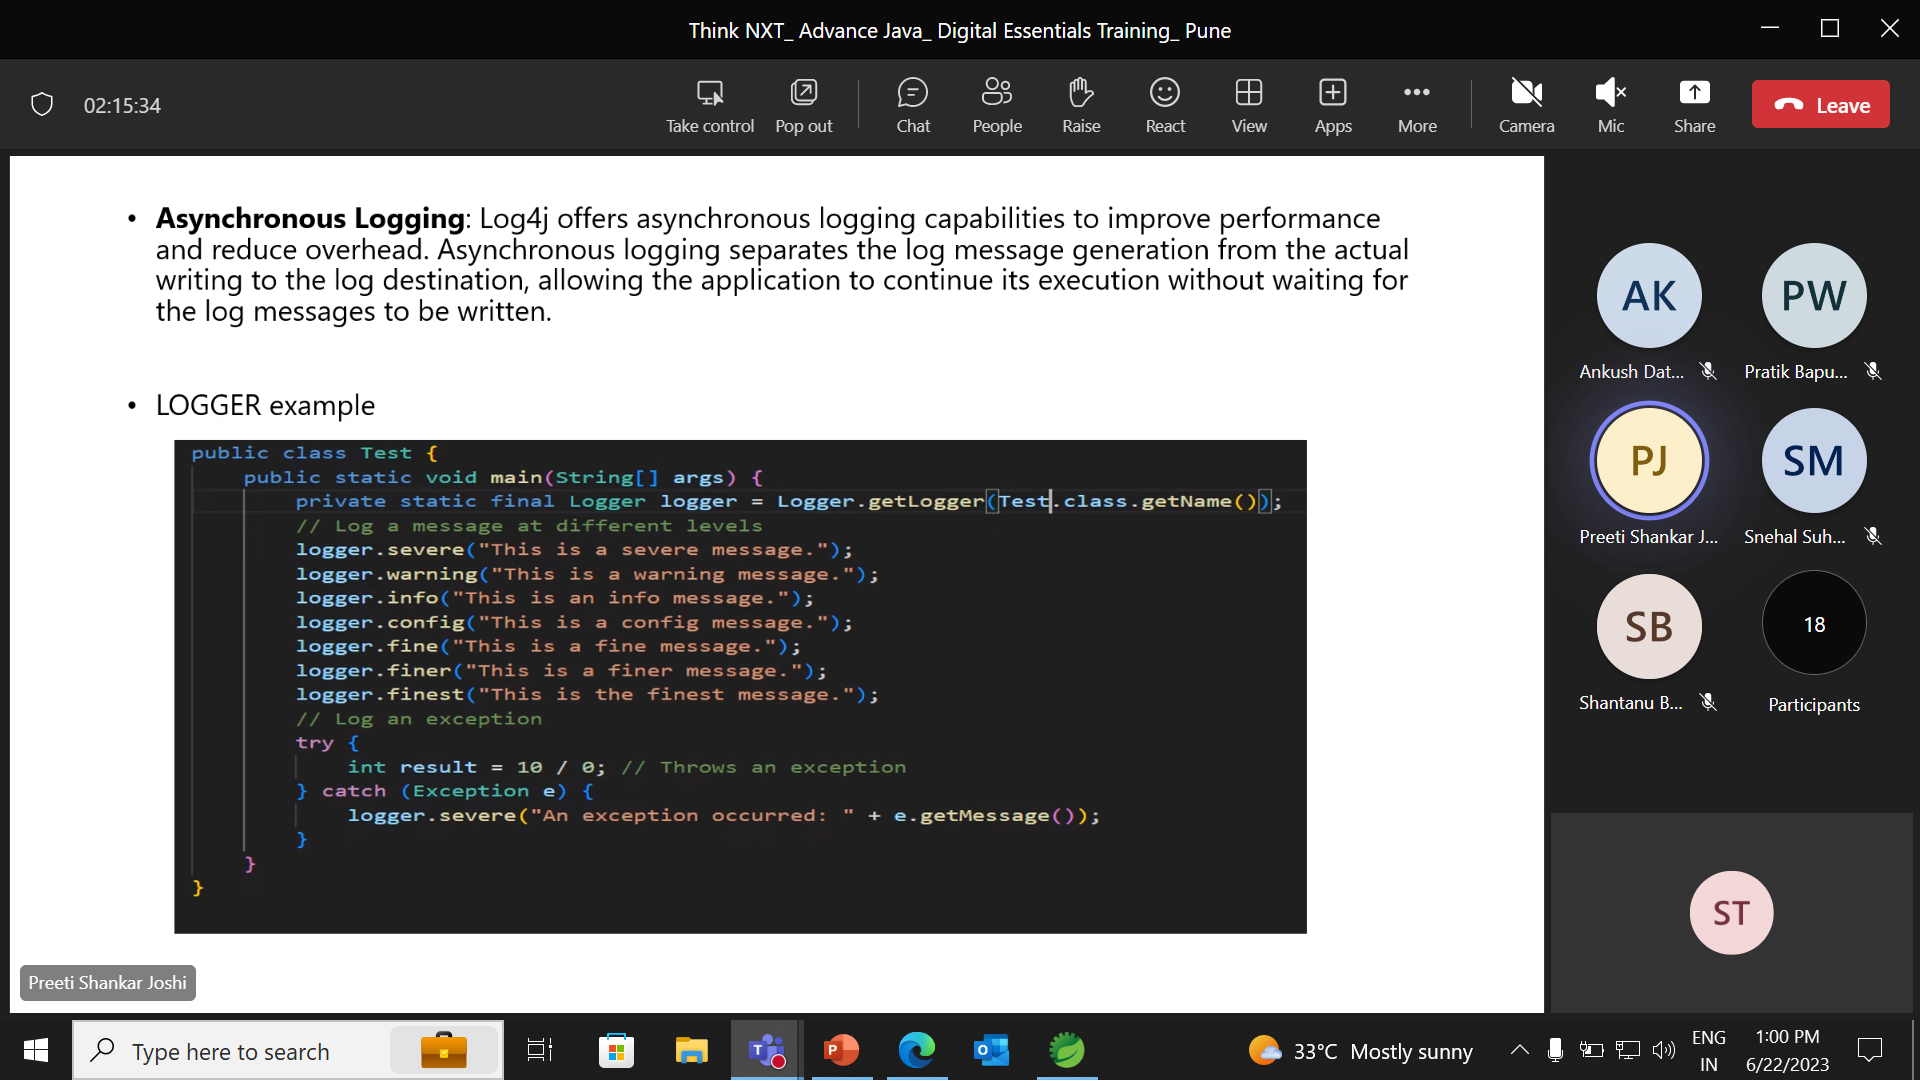 Think NXT_ Advance Java_ Digital Essentials Training_ Pune
02:15:34
Take control
Pop out
Chat
People
Raise
React
View
Apps
More
Camera
Mic
Share
Leave
• Asynchronous Logging: Log4j offers asynchronous logging capabilities to improve performance
and reduce overhead. Asynchronous logging separates the log message generation from the actual
writing to the log destination, allowing the application to continue its execution without waiting for
the log messages to be written.
• LOGGER example
public class Test {
public static void main(String[] args) {
private static final Logger logger = Logger.getLogger(Test.class.getName());
// Log a message at different levels
logger.severe("This is a severe message.");
logger.warning("This is a warning message.");
logger.info("This is an info message.");
logger.config("This is a config message.");
logger.fine("This is a fine message.");
logger.finer("This is a finer message.");
logger.finest("This is the finest message.");
// Log an exception
try {
int result = 10 / 0; // Throws an exception
} catch (Exception e) {
logger.severe("An exception occurred: " + e.getMessage());
}
}
}
Preeti Shankar Joshi
AK
Ankush Dat...
PW
Pratik Bapu...
PJ
Preeti Shankar J...
SM
Snehal Suh...
SB
Shantanu B...
18
Participants
ST
Type here to search
33°C Mostly sunny
ENG
IN
1:00 PM
6/22/2023